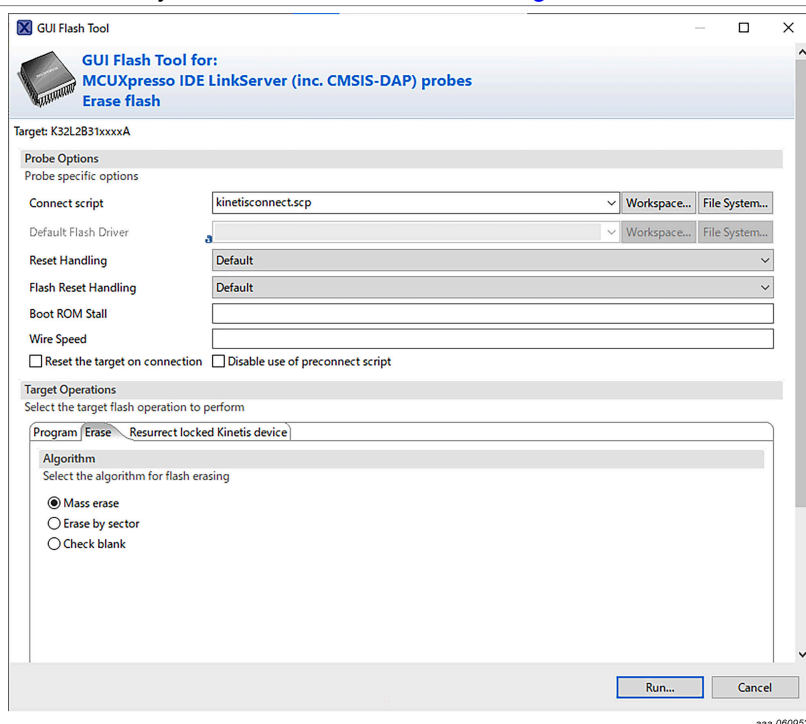 GUI Flash Tool
GUI Flash Tool for:
MCUXpresso IDE LinkServer (inc. CMSIS-DAP) probes
Erase flash
Target: K32L2B31xxxxA
Probe Options
Probe specific options
Connect script kinetisconnect.scp Workspace... File System...
Default Flash Driver Workspace... File System...
Reset Handling Default
Flash Reset Handling Default
Boot ROM Stall
Wire Speed
Reset the target on connection Disable use of preconnect script
Target Operations
Select the target flash operation to perform
Program Erase Resurrect locked Kinetis device
Algorithm
Select the algorithm for flash erasing
Mass erase
Erase by sector
Check blank
Run... Cancel